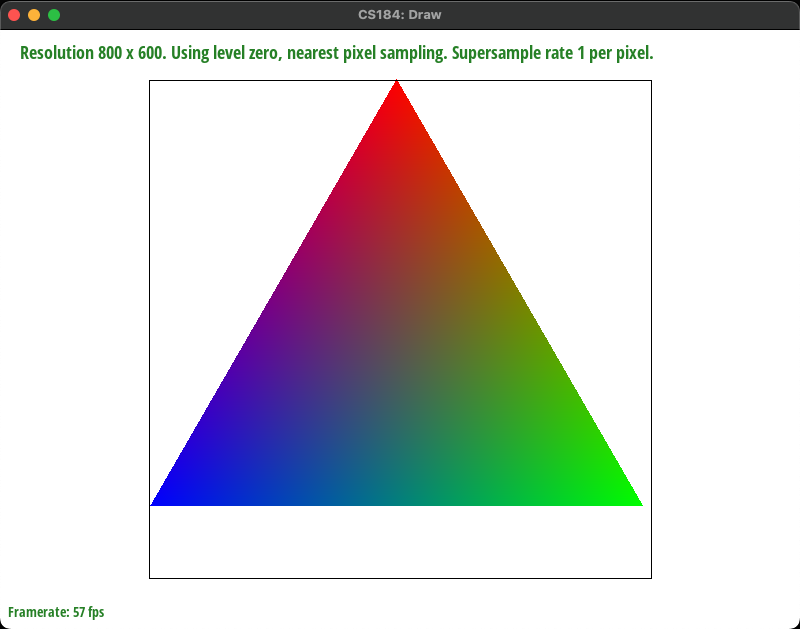 CS184: Draw
Resolution 800 x 600. Using level zero, nearest pixel sampling. Supersample rate 1 per pixel.
Framerate: 57 fps